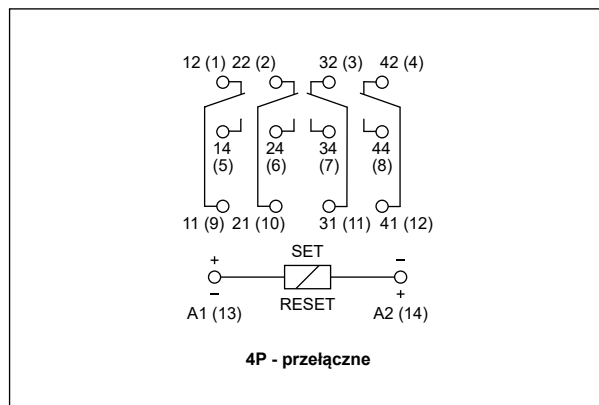 12 (1) 22 (2) 32 (3) 42 (4)
14 24 34 44
(5) (6) (7) (8)
11 (9) 21 (10) 31 (11) 41 (12)
SET
+ −
− RESET +
A1 (13) A2 (14)
4P - przełączne